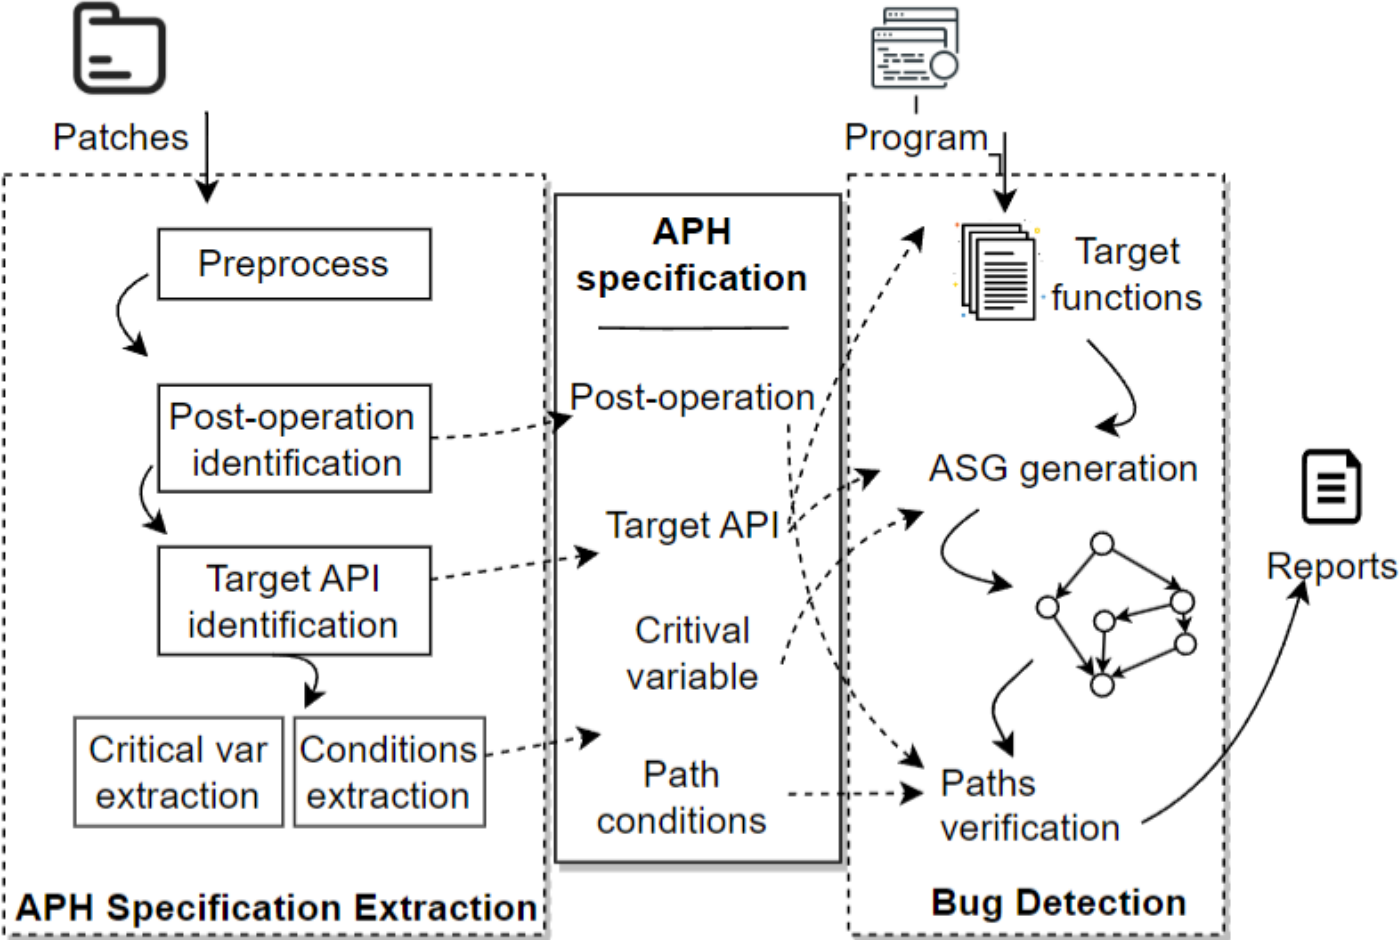 Patches
Preprocess
Post-operation
identification
Target API
identification
Critical var
extraction
Conditions
extraction
APH Specification Extraction
APH
specification
Post-operation
Target API
Critival
variable
Path
conditions
Program
Target
functions
ASG generation
Paths
verification
Bug Detection
Reports